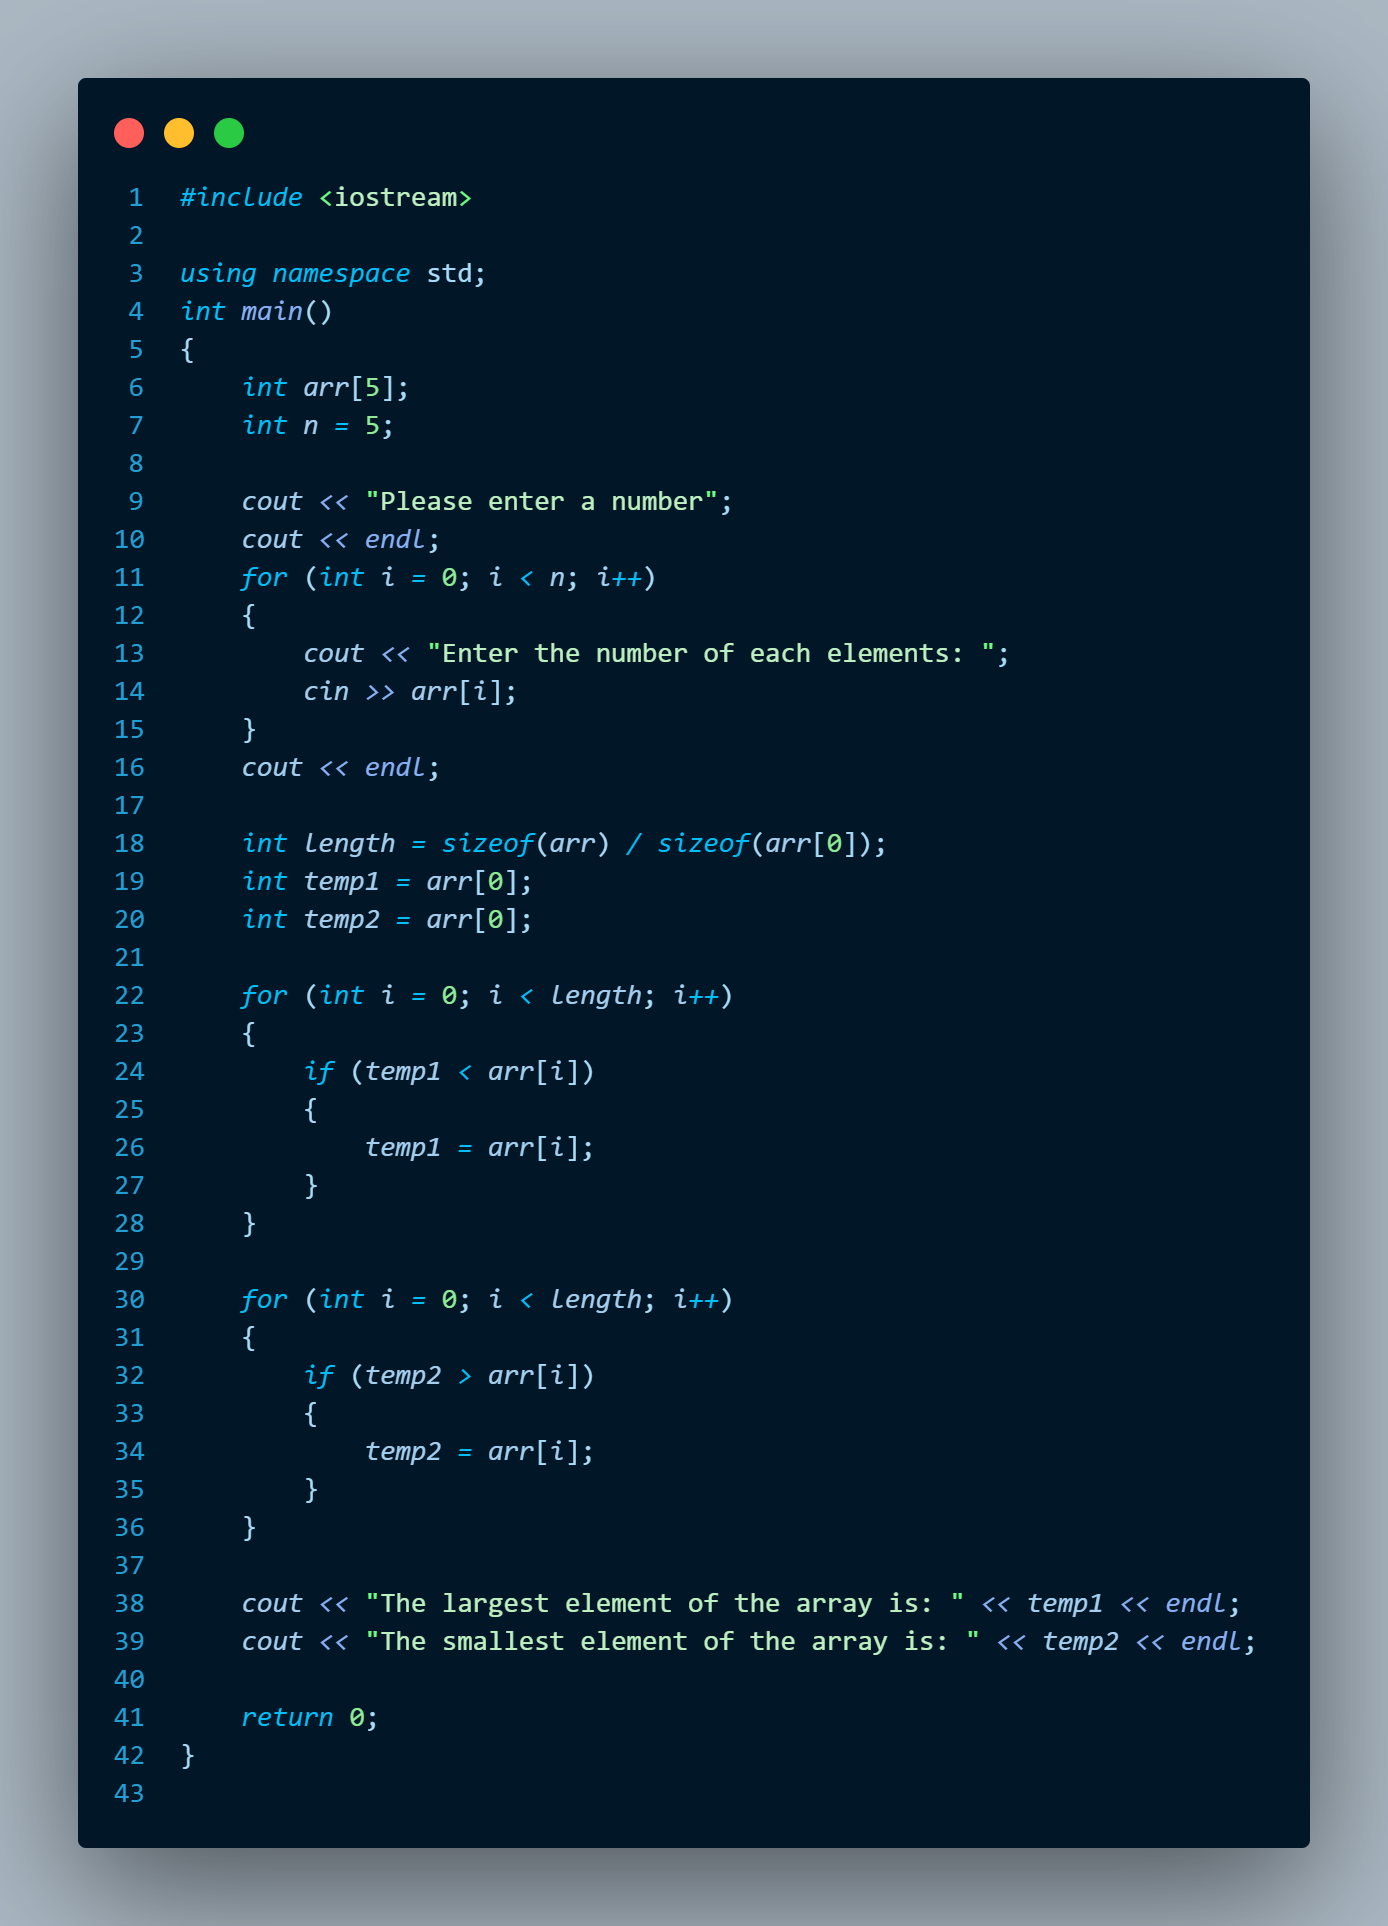 1 #include <iostream>
2
3 using namespace std;
4 int main()
5 {
6     int arr[5];
7     int n = 5;
8
9     cout << "Please enter a number";
10     cout << endl;
11     for (int i = 0; i < n; i++)
12     {
13         cout << "Enter the number of each elements: ";
14         cin >> arr[i];
15     }
16     cout << endl;
17
18     int length = sizeof(arr) / sizeof(arr[0]);
19     int temp1 = arr[0];
20     int temp2 = arr[0];
21
22     for (int i = 0; i < length; i++)
23     {
24         if (temp1 < arr[i])
25         {
26             temp1 = arr[i];
27         }
28     }
29
30     for (int i = 0; i < length; i++)
31     {
32         if (temp2 > arr[i])
33         {
34             temp2 = arr[i];
35         }
36     }
37
38     cout << "The largest element of the array is: " << temp1 << endl;
39     cout << "The smallest element of the array is: " << temp2 << endl;
40
41     return 0;
42 }
43